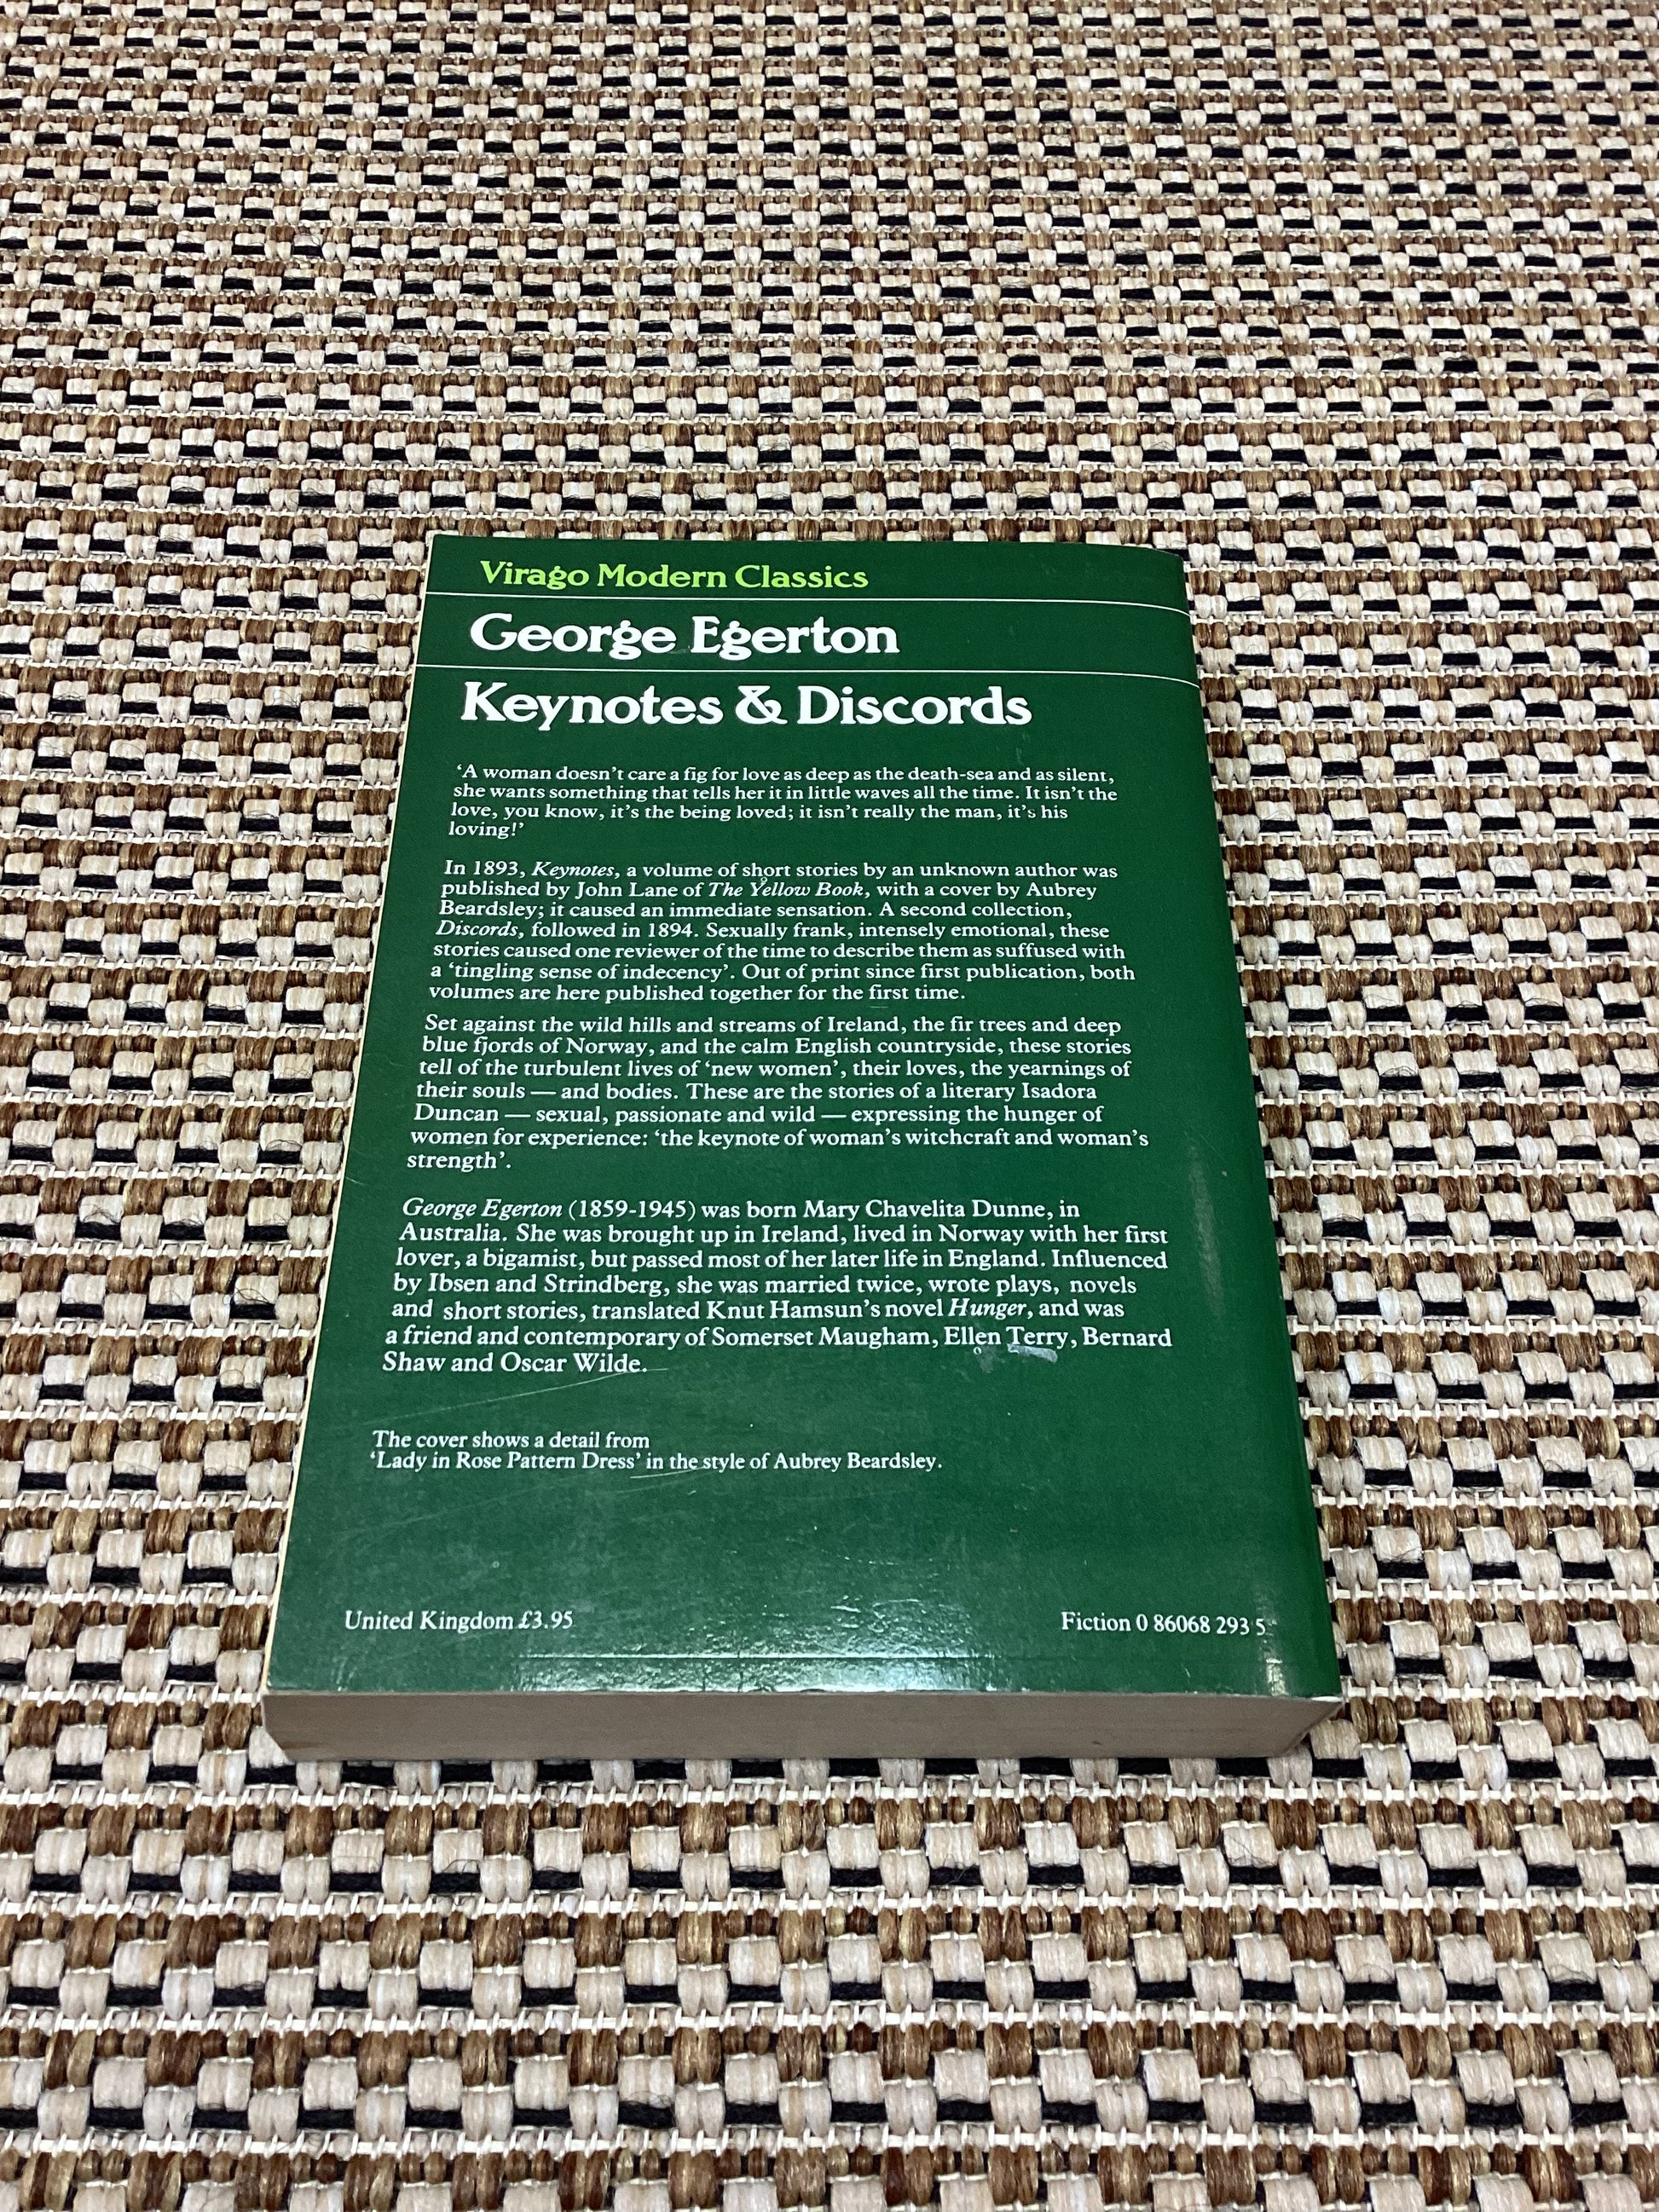 Virago Modern Classics
George Egerton
Keynotes & Discords
‘A woman doesn’t care a fig for love as deep as the death-sea and as silent,
she wants something that tells her it in little waves all the time. It isn’t the
love, you know, it’s the being loved; it isn’t really the man, it’s his
loving!’
In 1893, Keynotes, a volume of short stories by an unknown author was
published by John Lane of The Yellow Book, with a cover by Aubrey
Beardsley; it caused an immediate sensation. A second collection,
Discords, followed in 1894. Sexually frank, intensely emotional, these
stories caused one reviewer of the time to describe them as suffused with
a ‘tingling sense of indecency’. Out of print since first publication, both
volumes are here published together for the first time.
Set against the wild hills and streams of Ireland, the fir trees and deep
blue fjords of Norway, and the calm English countryside, these stories
tell of the turbulent lives of ‘new women’, their loves, the yearnings of
their souls — and bodies. These are the stories of a literary Isadora
Duncan — sexual, passionate and wild — expressing the hunger of
women for experience: ‘the keynote of woman’s witchcraft and woman’s
strength’.
George Egerton (1859-1945) was born Mary Chavelita Dunne, in
Australia. She was brought up in Ireland, lived in Norway with her first
lover, a bigamist, but passed most of her later life in England. Influenced
by Ibsen and Strindberg, she was married twice, wrote plays, novels
and short stories, translated Knut Hamsun’s novel Hunger, and was
a friend and contemporary of Somerset Maugham, Ellen Terry, Bernard
Shaw and Oscar Wilde.
The cover shows a detail from
‘Lady in Rose Pattern Dress’ in the style of Aubrey Beardsley.
United Kingdom £3.95
Fiction 0 86068 293 5